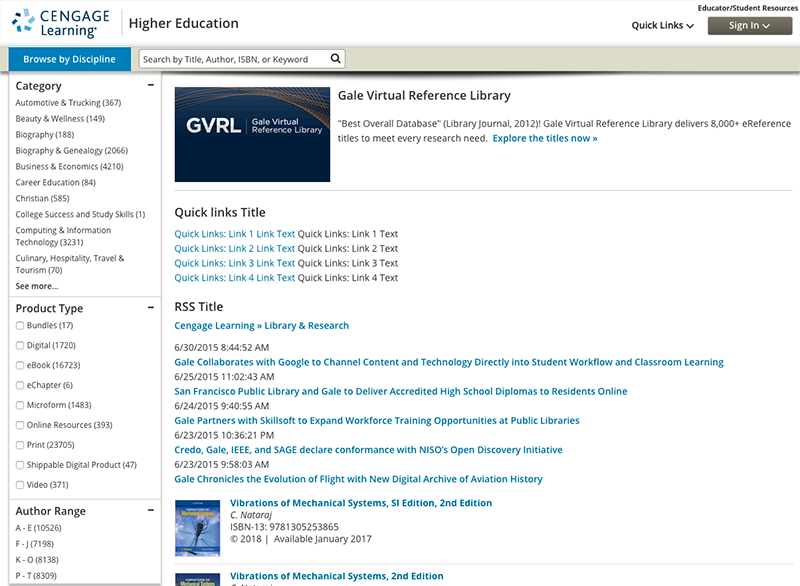 Educator/Student Resources
CENGAGE
Learning
Higher Education
Quick Links
Sign In
Browse by Discipline
Search by Title, Author, ISBN, or Keyword
Category
Automotive & Trucking (367)
Beauty & Wellness (149)
Biography (188)
Biography & Genealogy (2066)
Business & Economics (4210)
Career Education (84)
Christian (585)
College Success and Study Skills (1)
Computing & Information
Technology (3231)
Culinary, Hospitality, Travel &
Tourism (70)
See more...
Product Type
Bundles (17)
Digital (1720)
eBook (16723)
eChapter (6)
Microform (1483)
Online Resources (393)
Print (23705)
Shippable Digital Product (47)
Video (371)
Author Range
A - E (10526)
F - J (7198)
K - O (8138)
P - T (8309)
GVRL
Gale Virtual
Reference Library
Gale Virtual Reference Library
"Best Overall Database" (Library Journal, 2012)! Gale Virtual Reference Library delivers 8,000+ eReference
titles to meet every research need. Explore the titles now »
Quick links Title
Quick Links: Link 1 Link Text Quick Links: Link 1 Text
Quick Links: Link 2 Link Text Quick Links: Link 2 Text
Quick Links: Link 3 Link Text Quick Links: Link 3 Text
Quick Links: Link 4 Link Text Quick Links: Link 4 Text
RSS Title
Cengage Learning » Library & Research
6/30/2015 8:44:52 AM
Gale Collaborates with Google to Channel Content and Technology Directly into Student Workflow and Classroom Learning
6/25/2015 11:02:43 AM
San Francisco Public Library and Gale to Deliver Accredited High School Diplomas to Residents Online
6/24/2015 9:40:55 AM
Gale Partners with Skillsoft to Expand Workforce Training Opportunities at Public Libraries
6/23/2015 10:36:21 PM
Credo, Gale, IEEE, and SAGE declare conformance with NISO's Open Discovery Initiative
6/23/2015 9:58:03 AM
Gale Chronicles the Evolution of Flight with New Digital Archive of Aviation History
Vibrations of Mechanical Systems, SI Edition, 2nd Edition
C. Nataraj
ISBN-13: 9781305253865
© 2018 | Available January 2017
Vibrations of Mechanical Systems, 2nd Edition